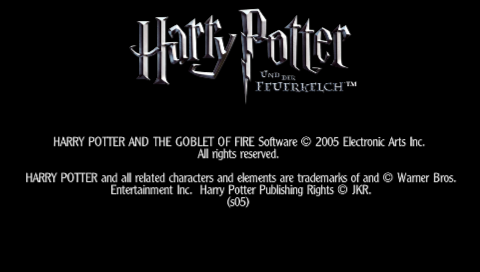 Harry Potter
UND DER
FEUERKELCH™
HARRY POTTER AND THE GOBLET OF FIRE Software © 2005 Electronic Arts Inc.
All rights reserved.
HARRY POTTER and all related characters and elements are trademarks of and © Warner Bros.
Entertainment Inc. Harry Potter Publishing Rights © JKR.
(s05)